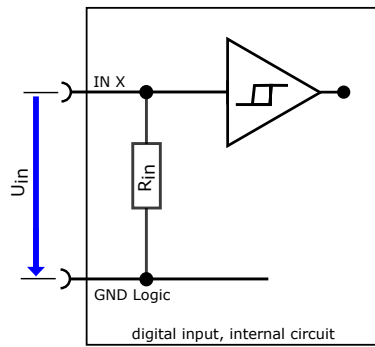 IN X
Uin
Rin
GND Logic
digital input, internal circuit